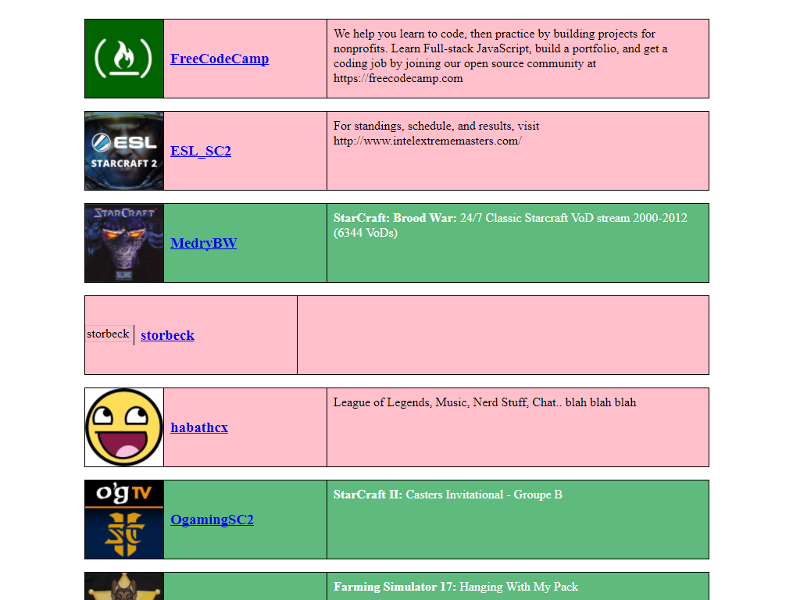 FreeCodeCamp
We help you learn to code, then practice by building projects for
nonprofits. Learn Full-stack JavaScript, build a portfolio, and get a
coding job by joining our open source community at
https://freecodecamp.com
ESL
STARCRAFT 2
ESL_SC2
For standings, schedule, and results, visit
http://www.intelextrememasters.com/
STARCRAFT
MedryBW
StarCraft: Brood War: 24/7 Classic Starcraft VoD stream 2000-2012
(6344 VoDs)
storbeck
storbeck
habathcx
League of Legends, Music, Nerd Stuff, Chat.. blah blah blah
O'G TV
SC
OgamingSC2
StarCraft II: Casters Invitational - Groupe B
Farming Simulator 17: Hanging With My Pack